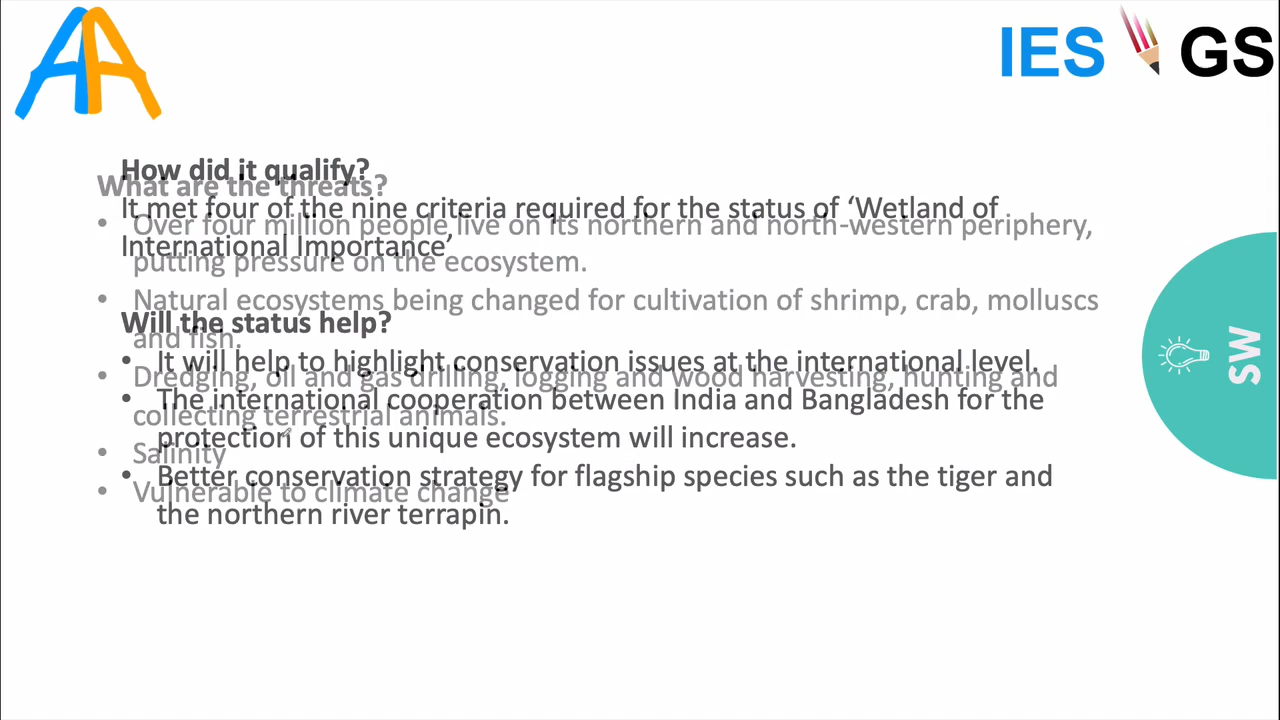 IES GS
How did it qualify?
It met four of the nine criteria required for the status of ‘Wetland of
International Importance’
Will the status help?
• It will help to highlight conservation issues at the international level.
• The international cooperation between India and Bangladesh for the
protection of this unique ecosystem will increase.
• Better conservation strategy for flagship species such as the tiger and
the northern river terrapin.
What are the threats?
• Over four million people live on its northern and north-western periphery,
putting pressure on the ecosystem.
• Natural ecosystems being changed for cultivation of shrimp, crab, molluscs
and fish.
• Dredging, oil and gas drilling, logging and wood harvesting, hunting and
collecting terrestrial animals.
• Salinity
• Vulnerable to climate change
SW